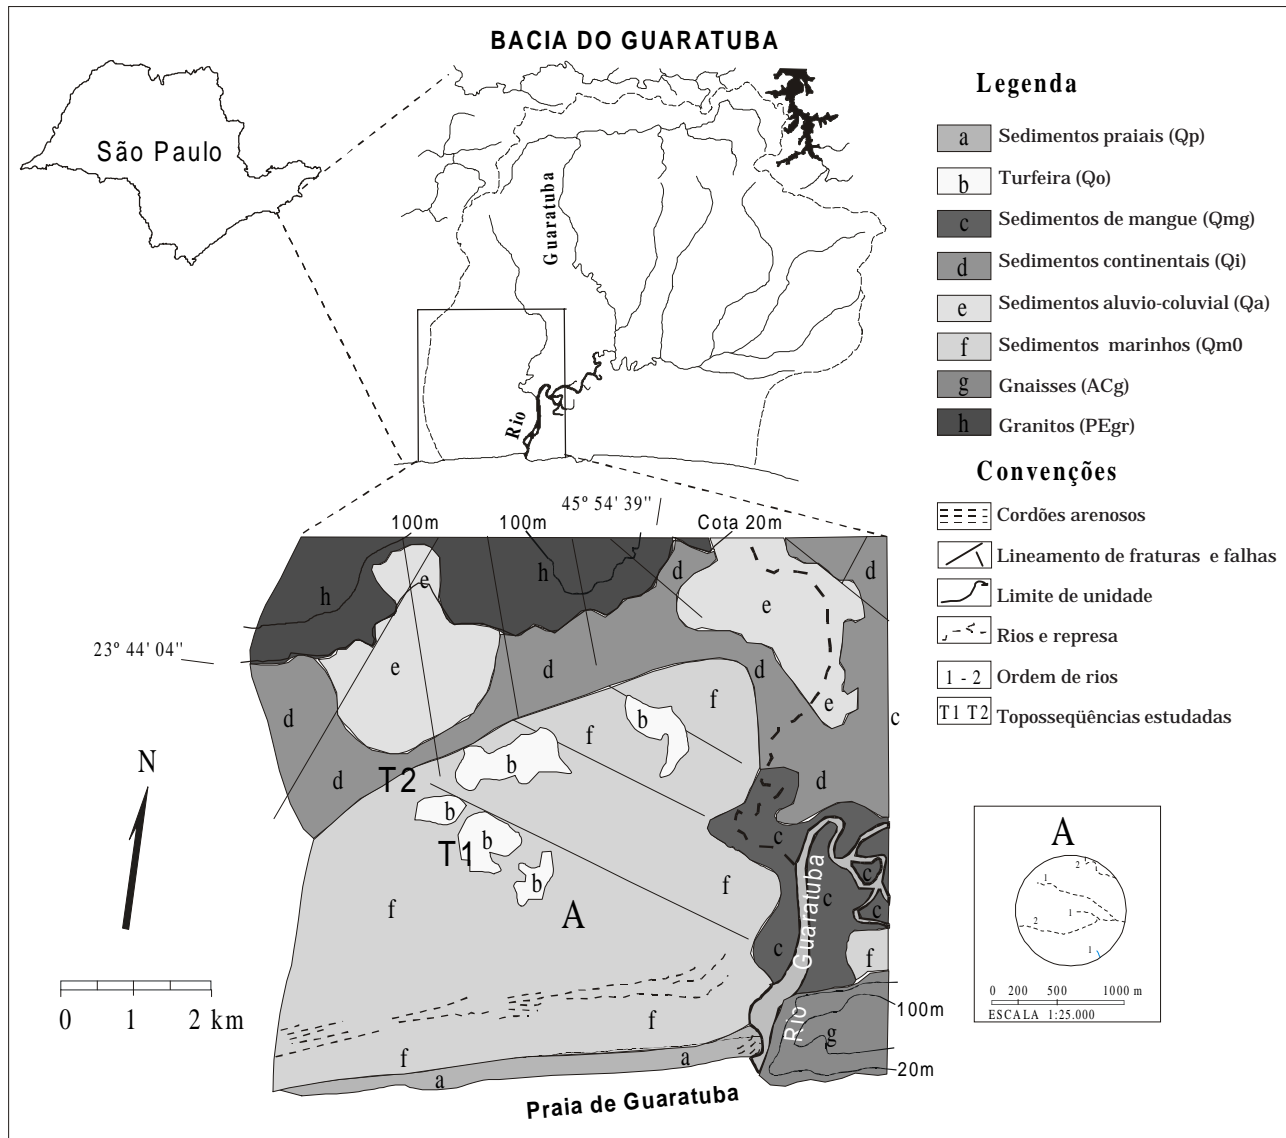 BACIA DO GUARATUBA
São Paulo
Guaratuba
Rio
Legenda
a Sedimentos praiais (Qp)
b Turfeira (Qo)
c Sedimentos de mangue (Qmg)
d Sedimentos continentais (Qi)
e Sedimentos aluvio-coluvial (Qa)
f Sedimentos marinhos (Qm0
g Gnaisses (ACg)
h Granitos (PEgr)
Convenções
Cordões arenosos
Lineamento de fraturas e falhas
Limite de unidade
Rios e represa
1 - 2 Ordem de rios
T1 T2 Toposseqüências estudadas
45º 54' 39"
100m 100m Cota 20m
h e h d e d
23º 44' 04"
e d d e
d f b f c
b d
d T2
b
b c
T1
b f c c
c
f A
Rio Guaratuba
c f
f 100m
g
f a 20m
a
Praia de Guaratuba
N
0 1 2 km
A
1 2 1
1
2
1
0 200 500 1000 m
ESCALA 1:25.000